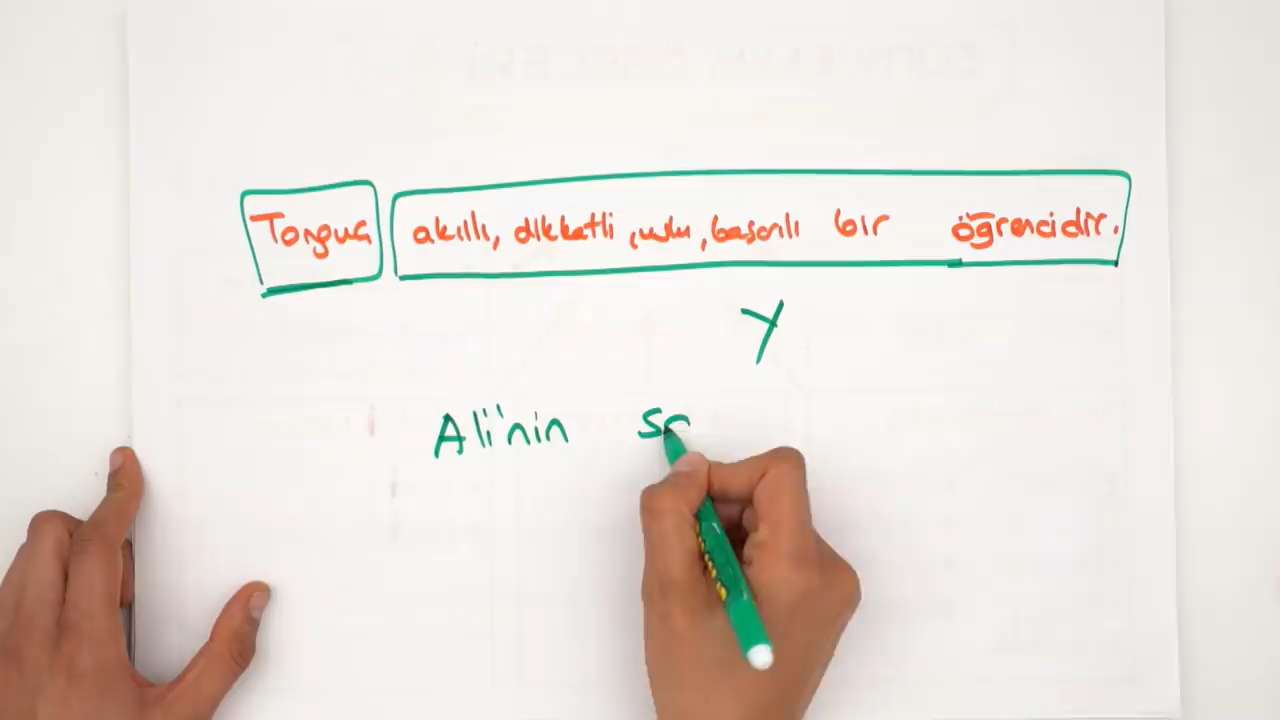 Tonguç akıllı, dikkatli, uslu, başarılı bir öğrencidir.
Y
Ali'nin